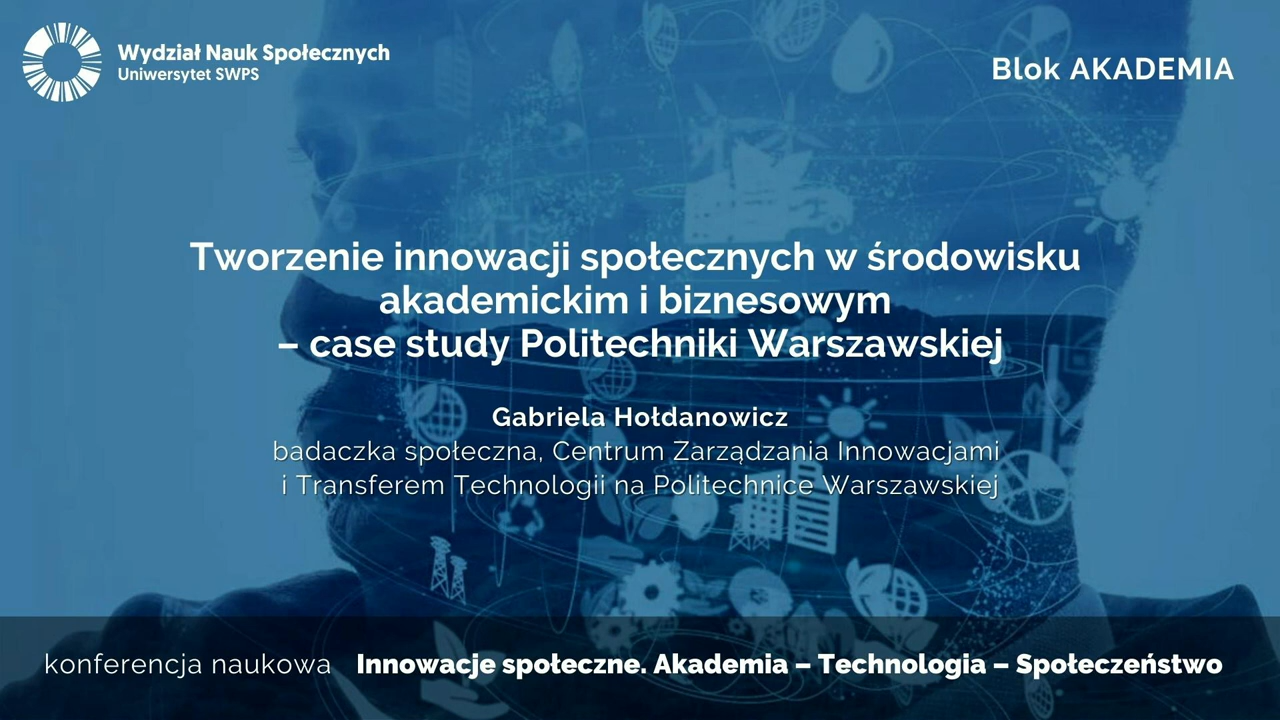 Wydział Nauk Społecznych
Uniwersytet SWPS
Blok AKADEMIA
Tworzenie innowacji społecznych w środowisku
akademickim i biznesowym
– case study Politechniki Warszawskiej
Gabriela Hołdanowicz
badaczka społeczna, Centrum Zarządzania Innowacjami
i Transferem Technologii na Politechnice Warszawskiej
konferencja naukowa Innowacje społeczne. Akademia – Technologia – Społeczeństwo